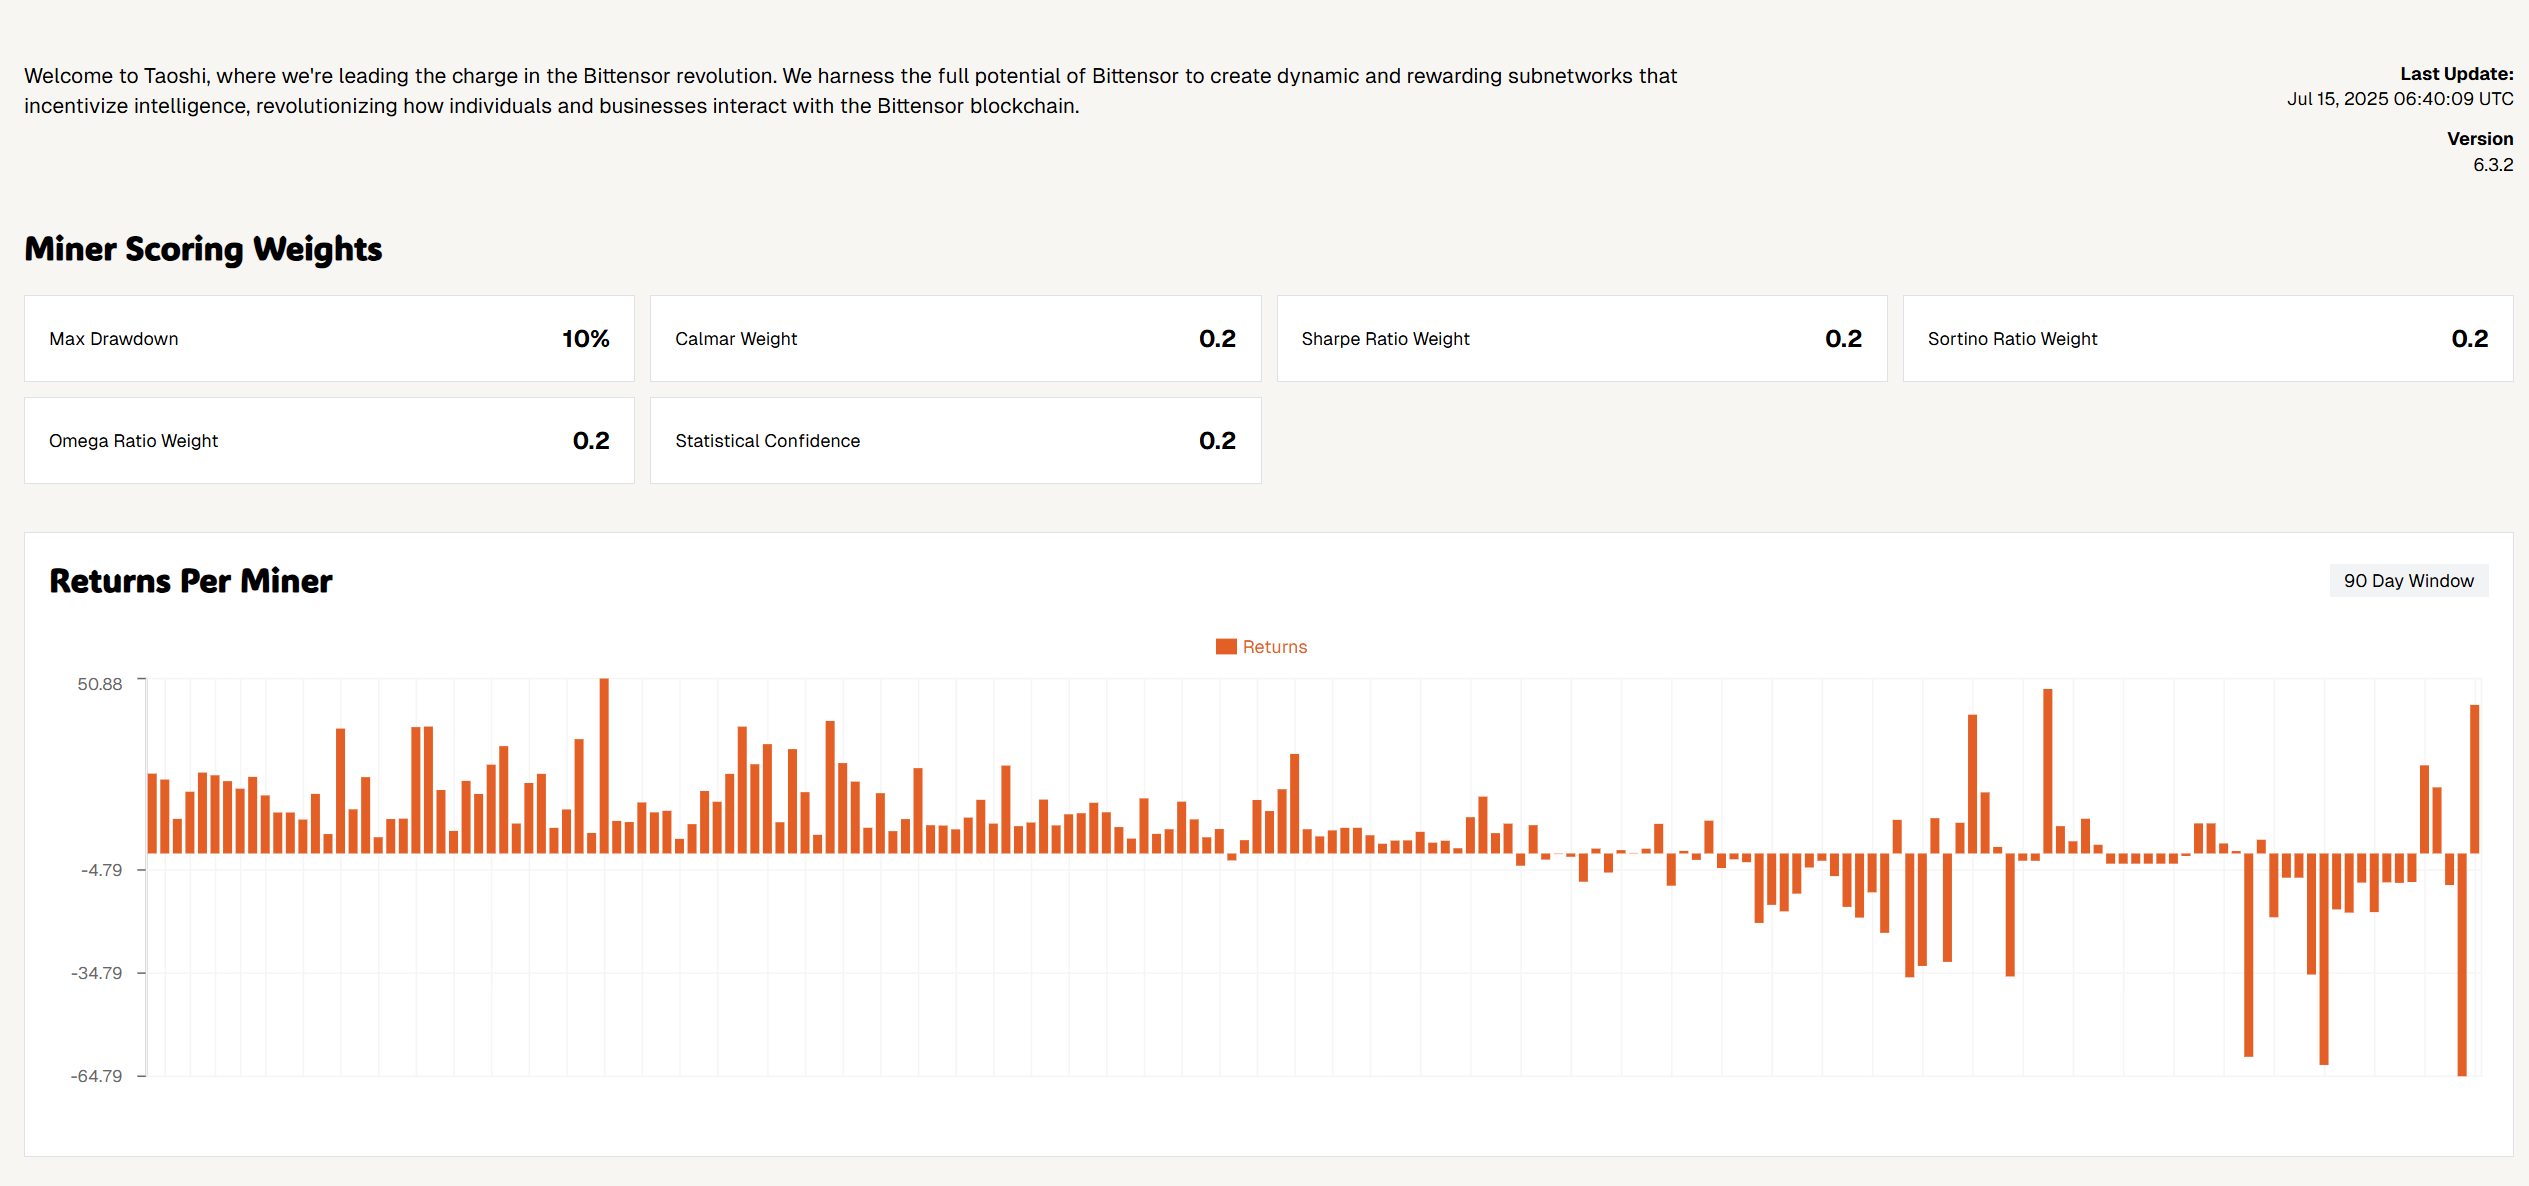 Welcome to Taoshi, where we're leading the charge in the Bittensor revolution. We harness the full potential of Bittensor to create dynamic and rewarding subnetworks that
incentivize intelligence, revolutionizing how individuals and businesses interact with the Bittensor blockchain.
Last Update:
Jul 15, 2025 06:40:09 UTC
Version
6.3.2
Miner Scoring Weights
Max Drawdown 10%
Calmar Weight 0.2
Sharpe Ratio Weight 0.2
Sortino Ratio Weight 0.2
Omega Ratio Weight 0.2
Statistical Confidence 0.2
Returns Per Miner
90 Day Window
Returns
50.88
-4.79
-34.79
-64.79